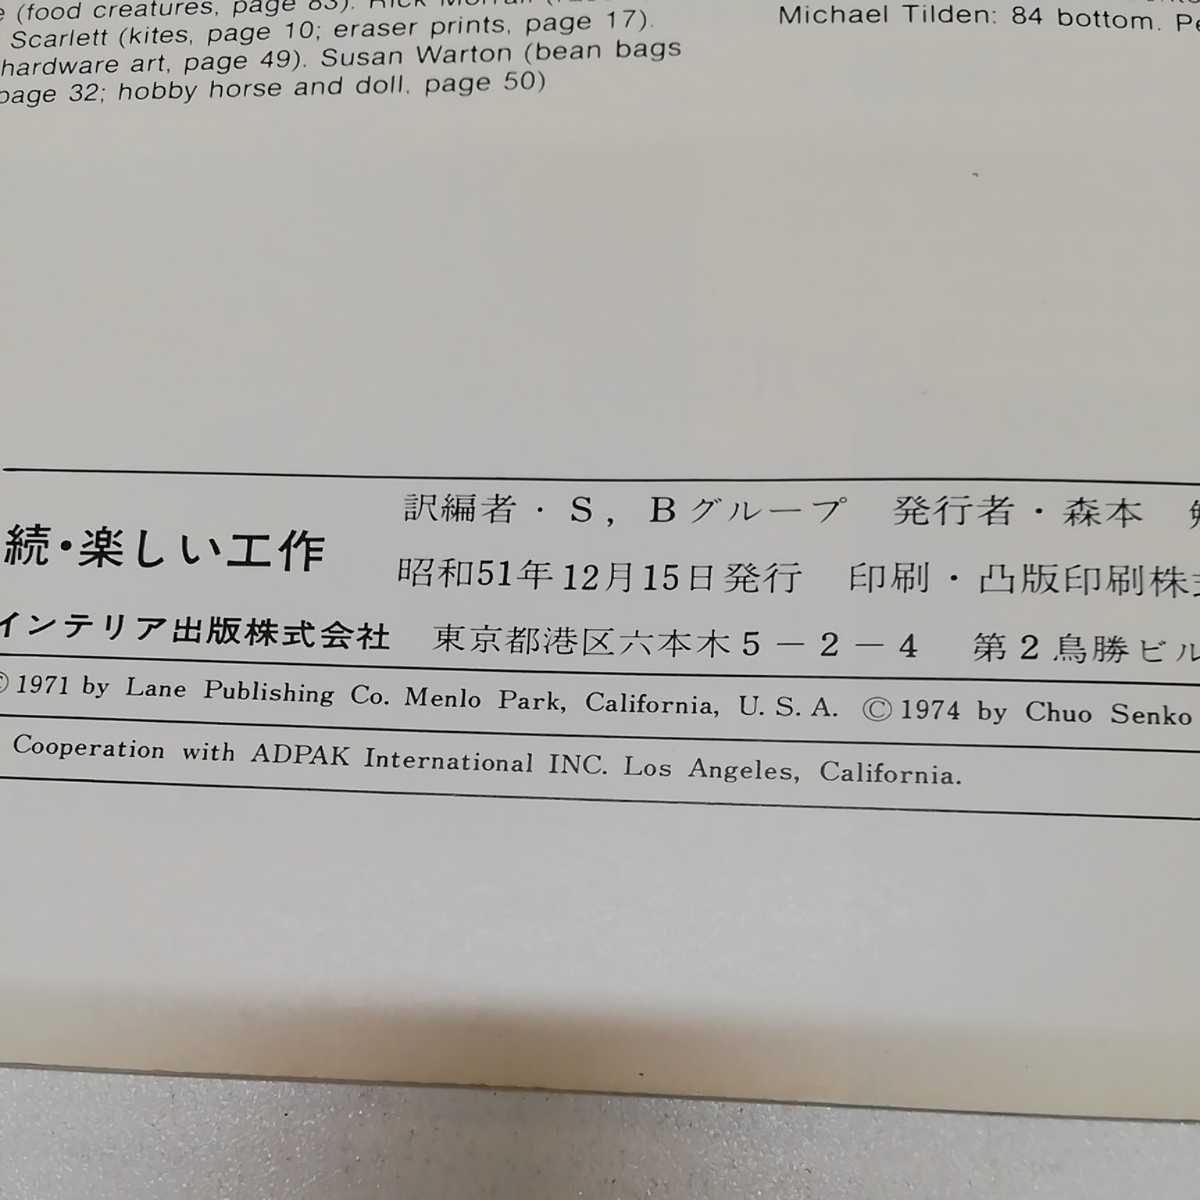 (food creatures, page 83). Rick
Scarlett (kites, page 10; eraser prints, page 17).
hardware art, page 49). Susan Warton (bean bags
page 32; hobby horse and doll, page 50)
Michael Tilden: 84 bottom.
続・楽しい工作
訳編者・S, Bグループ 発行者・森本
昭和51年12月15日発行 印刷・凸版印刷株式
インテリア出版株式会社 東京都港区六本木5－2－4 第2鳥勝ビル
©1971 by Lane Publishing Co. Menlo Park, California, U.S.A. ©1974 by Chuo Senko
Cooperation with ADPAK International INC. Los Angeles, California.